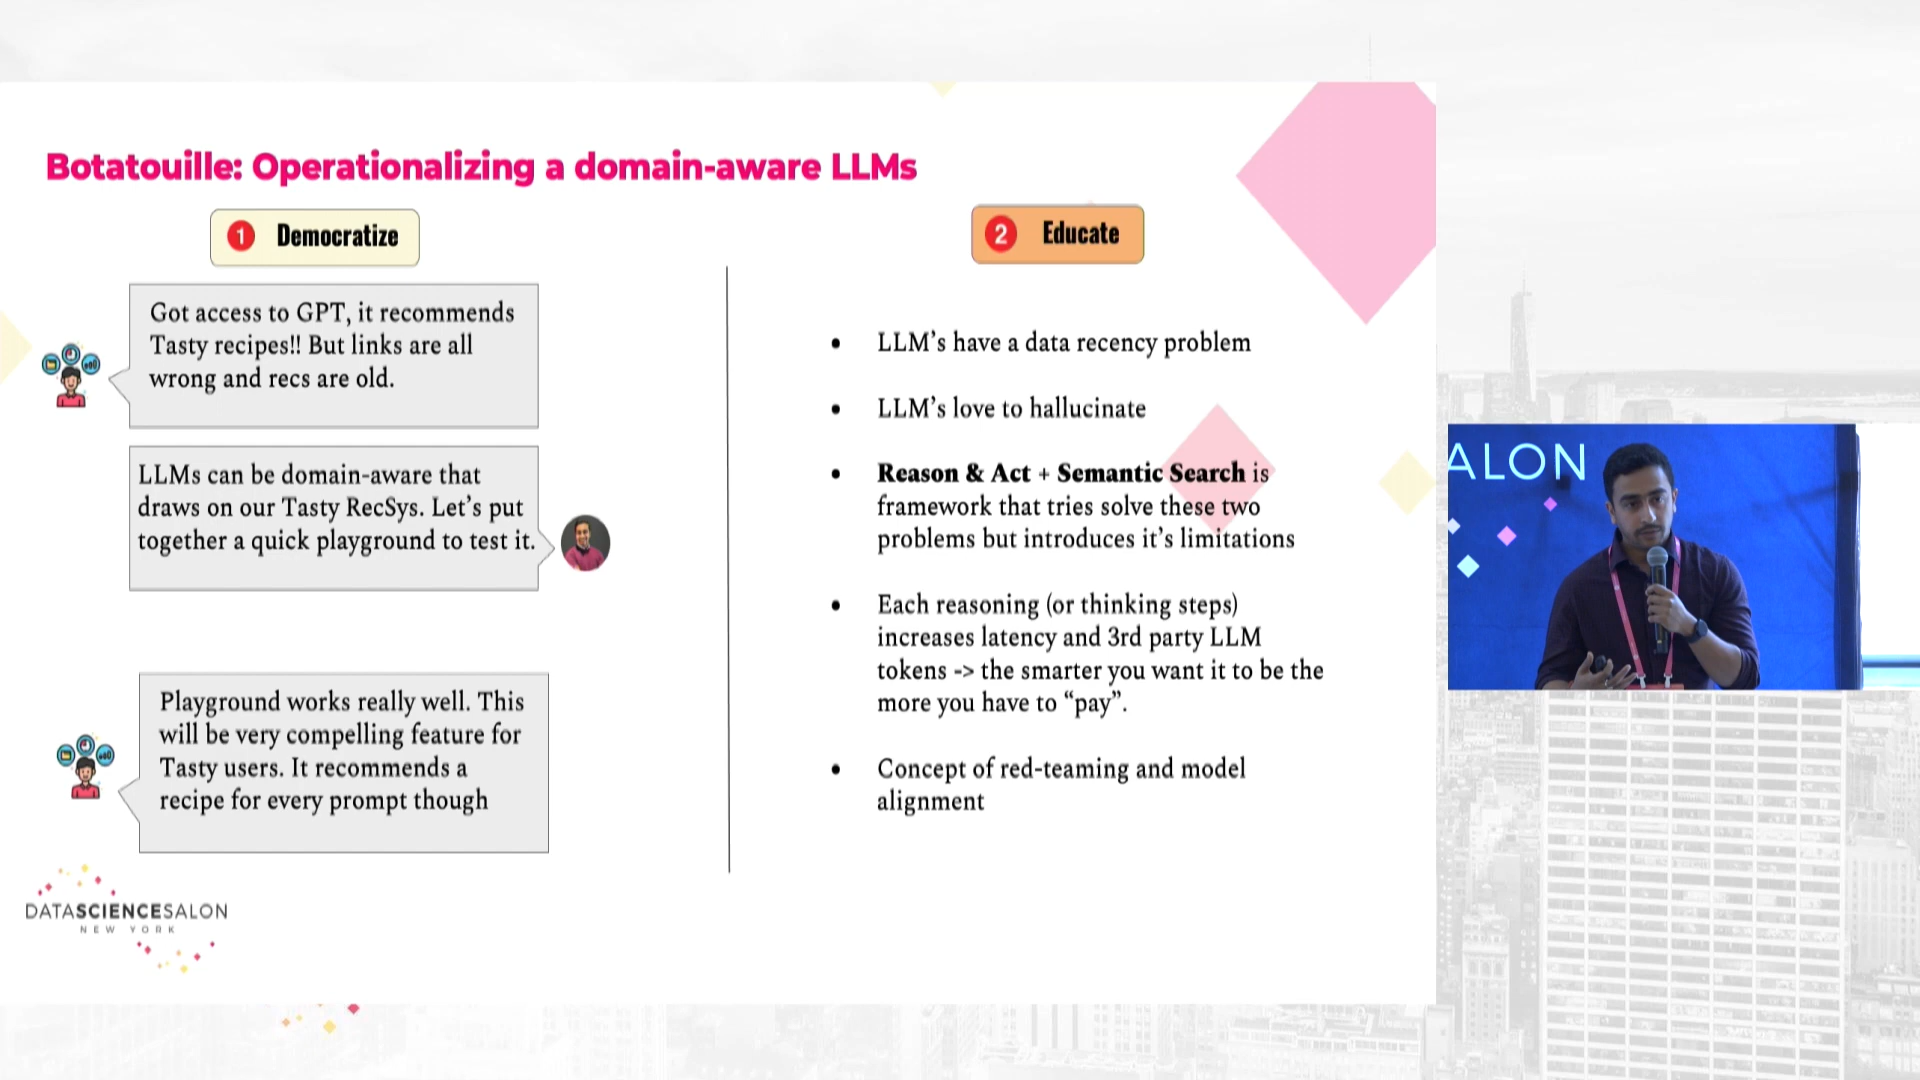 Botatouille: Operationalizing a domain-aware LLMs
1 Democratize
Got access to GPT, it recommends
Tasty recipes!! But links are all
wrong and recs are old.
LLMs can be domain-aware that
draws on our Tasty RecSys. Let's put
together a quick playground to test it.
Playground works really well. This
will be very compelling feature for
Tasty users. It recommends a
recipe for every prompt though
DATASCIENCESALON
NEW YORK
2 Educate
• LLM's have a data recency problem
• LLM's love to hallucinate
• Reason & Act + Semantic Search is
framework that tries solve these two
problems but introduces it's limitations
• Each reasoning (or thinking steps)
increases latency and 3rd party LLM
tokens -> the smarter you want it to be the
more you have to “pay”.
• Concept of red-teaming and model
alignment
ALON